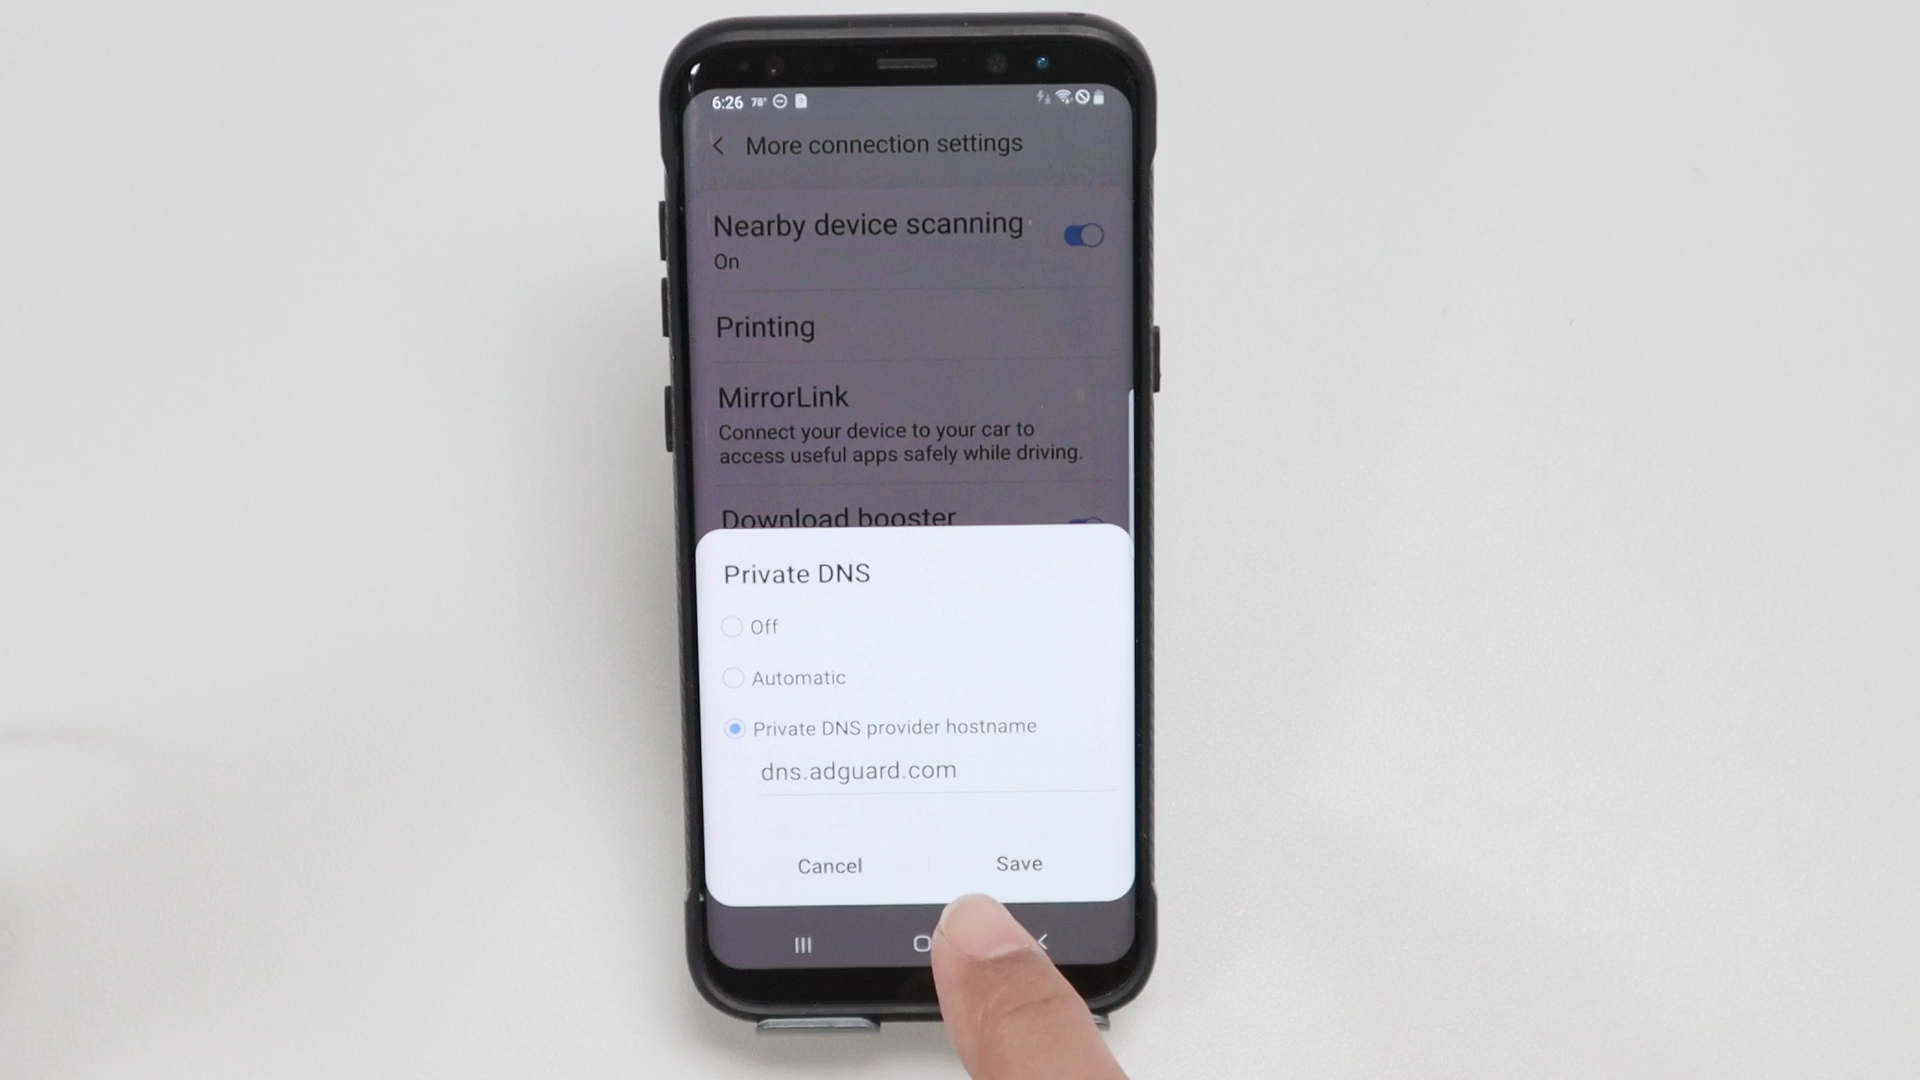 6:26 78°
More connection settings
Nearby device scanning
On
Printing
MirrorLink
Connect your device to your car to
access useful apps safely while driving.
Download booster
Private DNS
Off
Automatic
Private DNS provider hostname
dns.adguard.com
Cancel
Save